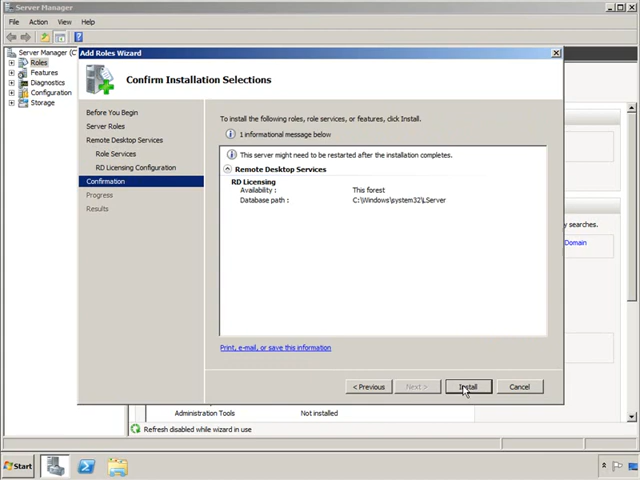 Server Manager
File Action View Help
Server Manager (C
Roles
Features
Diagnostics
Configuration
Storage
Add Roles Wizard
Confirm Installation Selections
Before You Begin
Server Roles
Remote Desktop Services
Role Services
RD Licensing Configuration
Confirmation
Progress
Results
To install the following roles, role services, or features, click Install.
1 informational message below
This server might need to be restarted after the installation completes.
Remote Desktop Services
RD Licensing
Availability : This forest
Database path : C:\Windows\system32\LServer
Print, e-mail, or save this information
< Previous Next > Install Cancel
y searches.
Domain
Administration Tools Not installed
Refresh disabled while wizard in use
Start